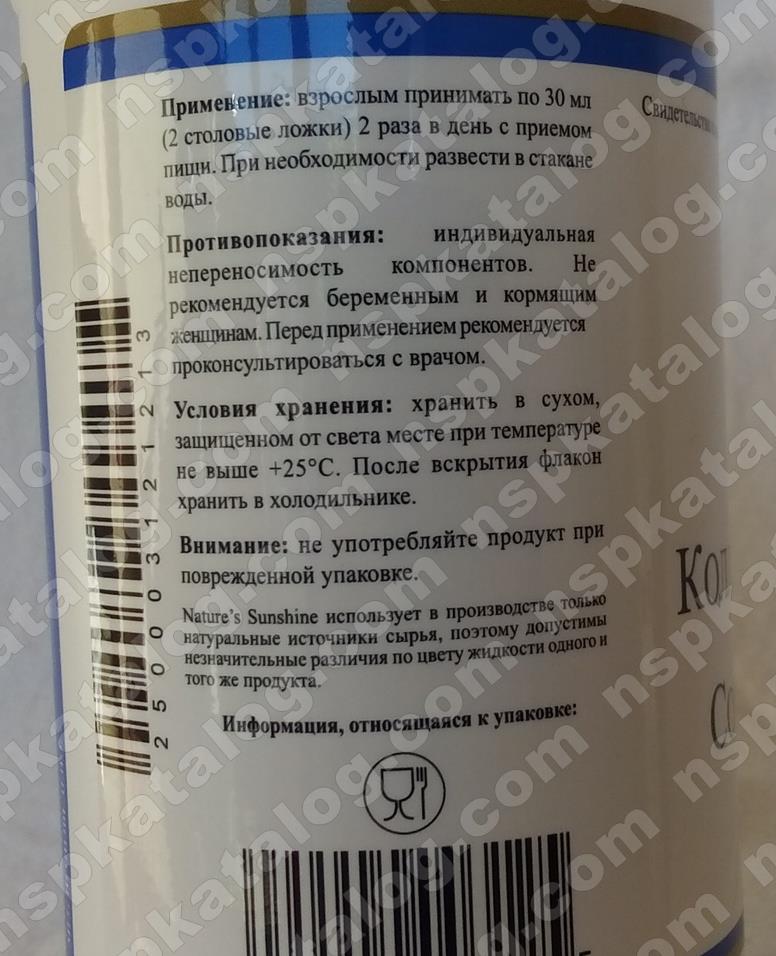 Применение: взрослым принимать по 30 мл
(2 столовые ложки) 2 раза в день с приемом
пищи. При необходимости развести в стакане
воды.
Противопоказания: индивидуальная
непереносимость компонентов. Не
рекомендуется беременным и кормящим
женщинам. Перед применением рекомендуется
проконсультироваться с врачом.
Условия хранения: хранить в сухом,
защищенном от света месте при температуре
не выше +25°C. После вскрытия флакон
хранить в холодильнике.
Внимание: не употребляйте продукт при
поврежденной упаковке.
Nature's Sunshine использует в производстве только
натуральные источники сырья, поэтому допустимы
незначительные различия по цвету жидкости одного и
того же продукта.
Информация, относящаяся к упаковке:
2500031213
Свидетельство
nspkatalog.com